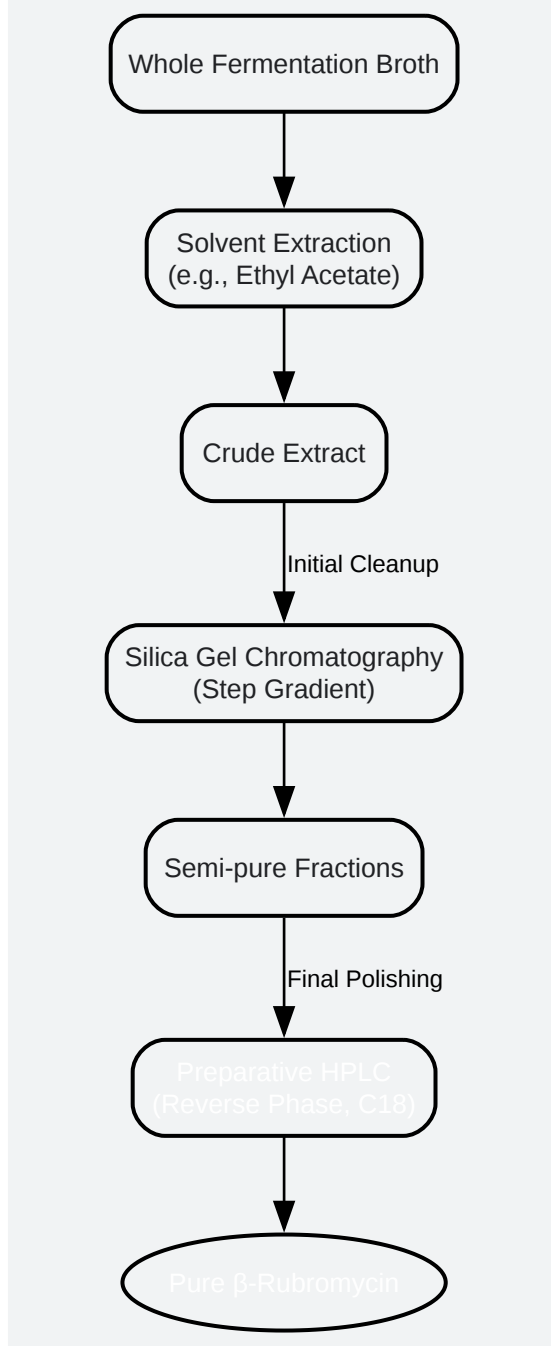 Whole Fermentation Broth
Solvent Extraction
(e.g., Ethyl Acetate)
Crude Extract
Initial Cleanup
Silica Gel Chromatography
(Step Gradient)
Semi-pure Fractions
Final Polishing
Preparative HPLC
(Reverse Phase, C18)
Pure β-Rubromycin